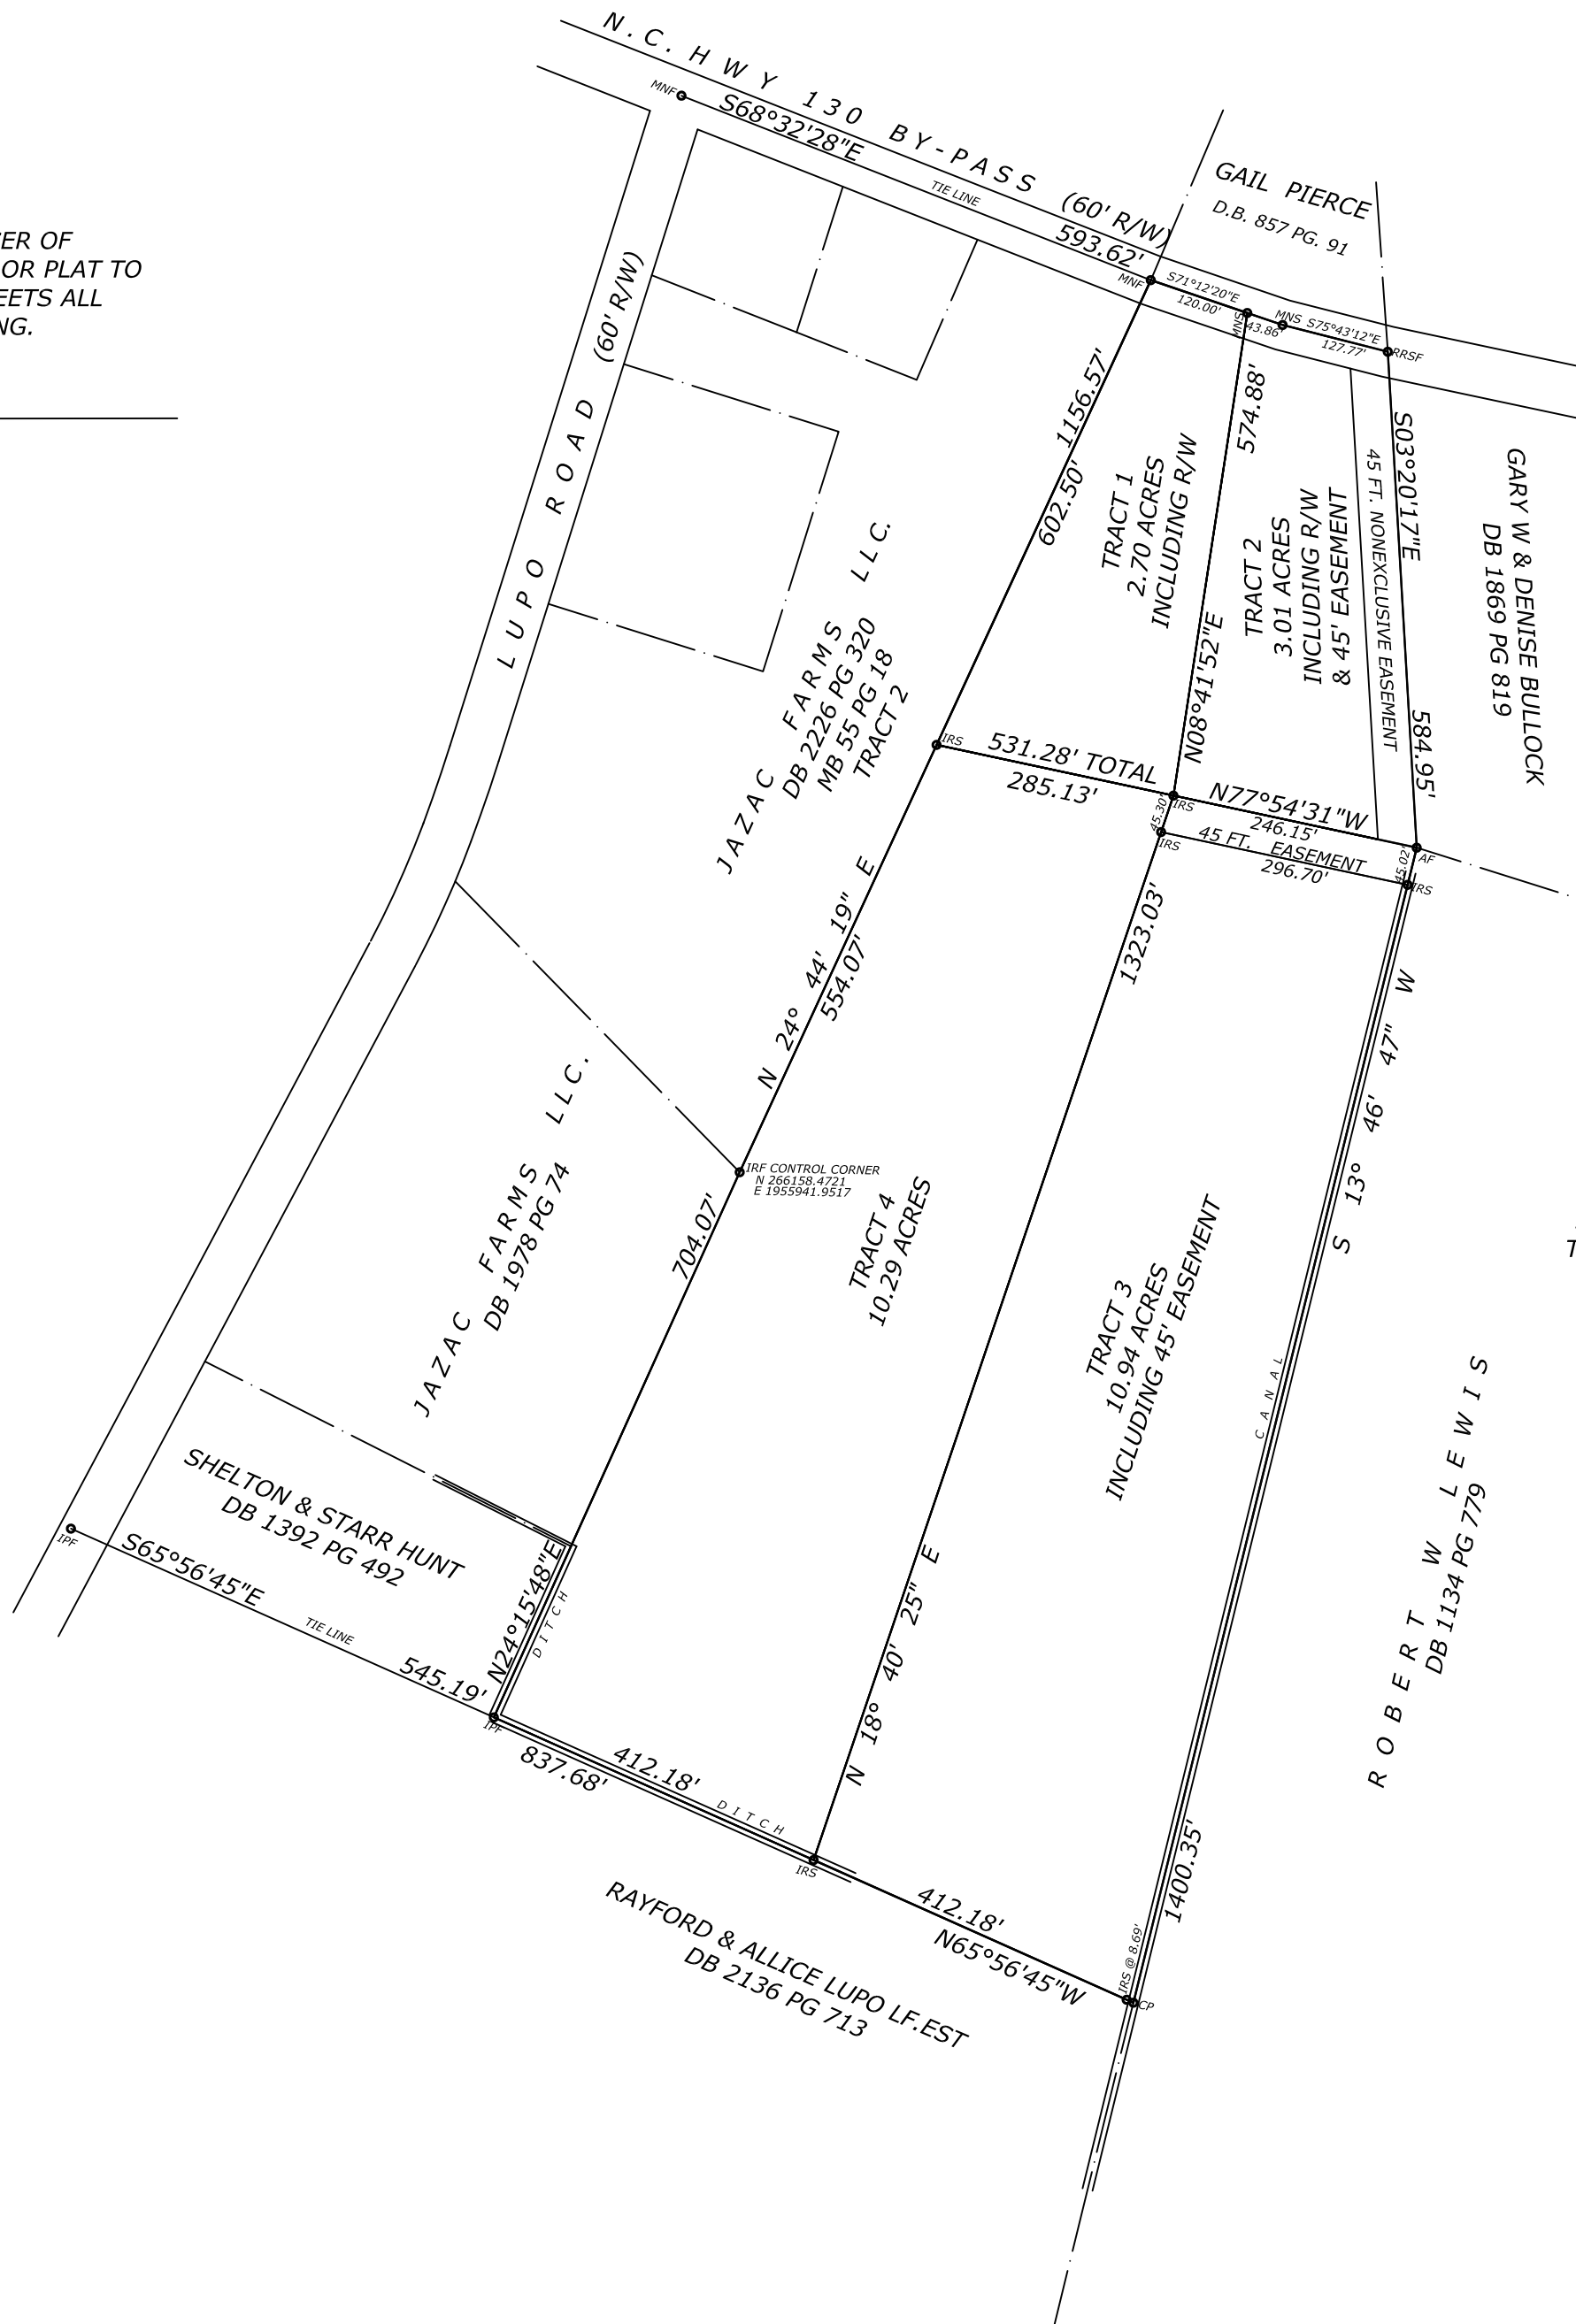 ER OF
OR PLAT TO
EETS ALL
NG.
N.C. HWY 130 BY-PASS (60' R/W)
MNF
S68°32'28"E
TIE LINE
593.62'
MNF
GAIL PIERCE
D.B. 857 PG. 91
S71°12'20"E
120.00'
MNS
43.86'
MNS
S75°43'12"E
127.77'
RRSF
LUPO ROAD (60' R/W)
1156.57'
602.50'
TRACT 1
2.70 ACRES
INCLUDING R/W
574.88'
N08°41'52"E
TRACT 2
3.01 ACRES
INCLUDING R/W
& 45' EASEMENT
45 FT. NONEXCLUSIVE EASEMENT
S03°20'17"E
584.95'
GARY W & DENISE BULLOCK
DB 1869 PG 819
JAZAC FARMS LLC.
DB 2226 PG 320
MB 55 PG 18
TRACT 2
IRS
531.28' TOTAL
285.13'
IRS
N77°54'31"W
246.15'
45.30'
IRS
45 FT. EASEMENT
296.70'
45.02'
AF
IRS
N 24° 44' 19" E
554.07'
1323.03'
S 13° 46' 47" W
IRF CONTROL CORNER
N 266158.4721
E 1955941.9517
704.07'
JAZAC FARMS LLC.
DB 1978 PG 74
TRACT 4
10.29 ACRES
TRACT 3
10.94 ACRES
INCLUDING 45' EASEMENT
T
CANAL
ROBERT W LEWIS
DB 1134 PG 779
SHELTON & STARR HUNT
DB 1392 PG 492
IPF
S65°56'45"E
TIE LINE
545.19'
N24°15'48"E
DITCH
IPF
N 18° 40' 25" E
412.18'
837.68'
DITCH
IRS
412.18'
N65°56'45"W
1400.35'
IRS @ 8.69'
CP
RAYFORD & ALLICE LUPO LF.EST
DB 2136 PG 713